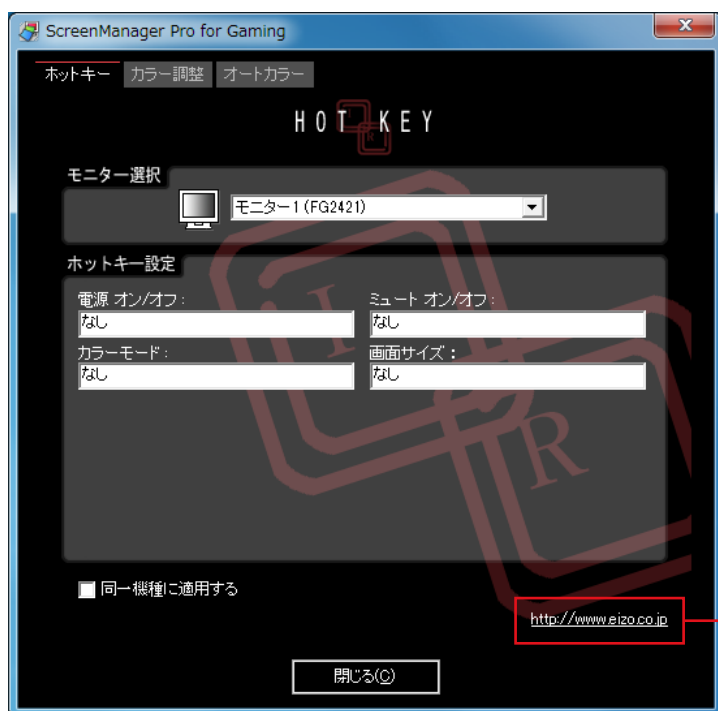 ScreenManager Pro for Gaming
ホットキー カラー調整 オートカラー
HOT KEY
モニター選択
モニター1 (FG2421)
ホットキー設定
電源 オン/オフ: ミュート オン/オフ:
なし なし
カラーモード: 画面サイズ:
なし なし
I
R
同一機種に適用する
http://www.eizo.co.jp
閉じる(C)